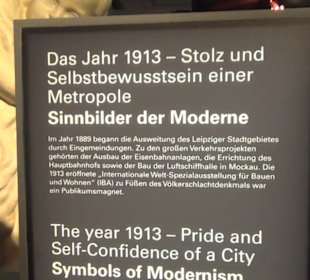 Das Jahr 1913 – Stolz und
Selbstbewusstsein einer
Metropole
Sinnbilder der Moderne
Im Jahr 1889 begann die Ausweitung des Leipziger Stadtgebietes
durch Eingemeindungen. Zu den großen Verkehrsprojekten
gehörten der Ausbau der Eisenbahnanlagen, die Errichtung des
Hauptbahnhofs sowie der Bau der Luftschiffhalle in Mockau. Die
1913 eröffnete „Internationale Welt-Spezialausstellung für Bauen
und Wohnen“ (IBA) zu Füßen des Völkerschlachtdenkmals war
ein Publikumsmagnet.
The year 1913 – Pride and
Self-Confidence of a City
Symbols of Modernism